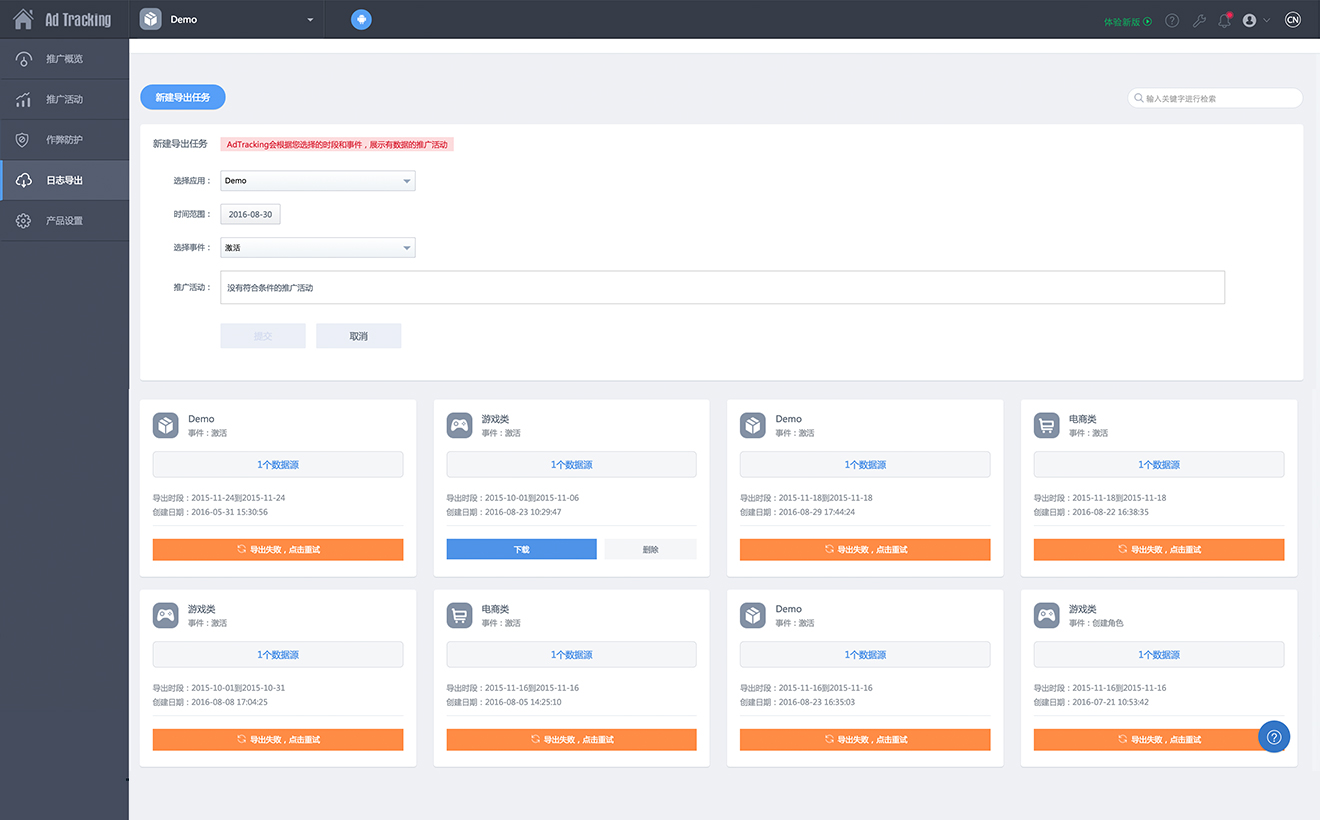 Ad Tracking
Demo
体验新版
CN
推广概览
推广活动
作弊防护
日志导出
产品设置
新建导出任务
输入关键字进行检索
新建导出任务
AdTracking会根据您选择的时段和事件，展示有数据的推广活动
选择应用：
Demo
时间范围：
2016-08-30
选择事件：
激活
推广活动：
没有符合条件的推广活动
提交
取消
Demo
事件：激活
1个数据源
导出时段：2015-11-24到2015-11-24
创建日期：2016-05-31 15:30:56
导出失败，点击重试
游戏类
事件：激活
1个数据源
导出时段：2015-10-01到2015-11-06
创建日期：2016-08-23 10:29:47
下载
删除
Demo
事件：激活
1个数据源
导出时段：2015-11-18到2015-11-18
创建日期：2016-08-29 17:44:24
导出失败，点击重试
电商类
事件：激活
1个数据源
导出时段：2015-11-18到2015-11-18
创建日期：2016-08-22 16:38:35
导出失败，点击重试
游戏类
事件：激活
1个数据源
导出时段：2015-10-01到2015-10-31
创建日期：2016-08-08 17:04:25
导出失败，点击重试
电商类
事件：激活
1个数据源
导出时段：2015-11-16到2015-11-16
创建日期：2016-08-05 14:25:10
导出失败，点击重试
Demo
事件：激活
1个数据源
导出时段：2015-11-16到2015-11-16
创建日期：2016-08-23 16:35:03
导出失败，点击重试
游戏类
事件：创建角色
1个数据源
导出时段：2015-11-16到2015-11-16
创建日期：2016-07-21 10:53:42
导出失败，点击重试